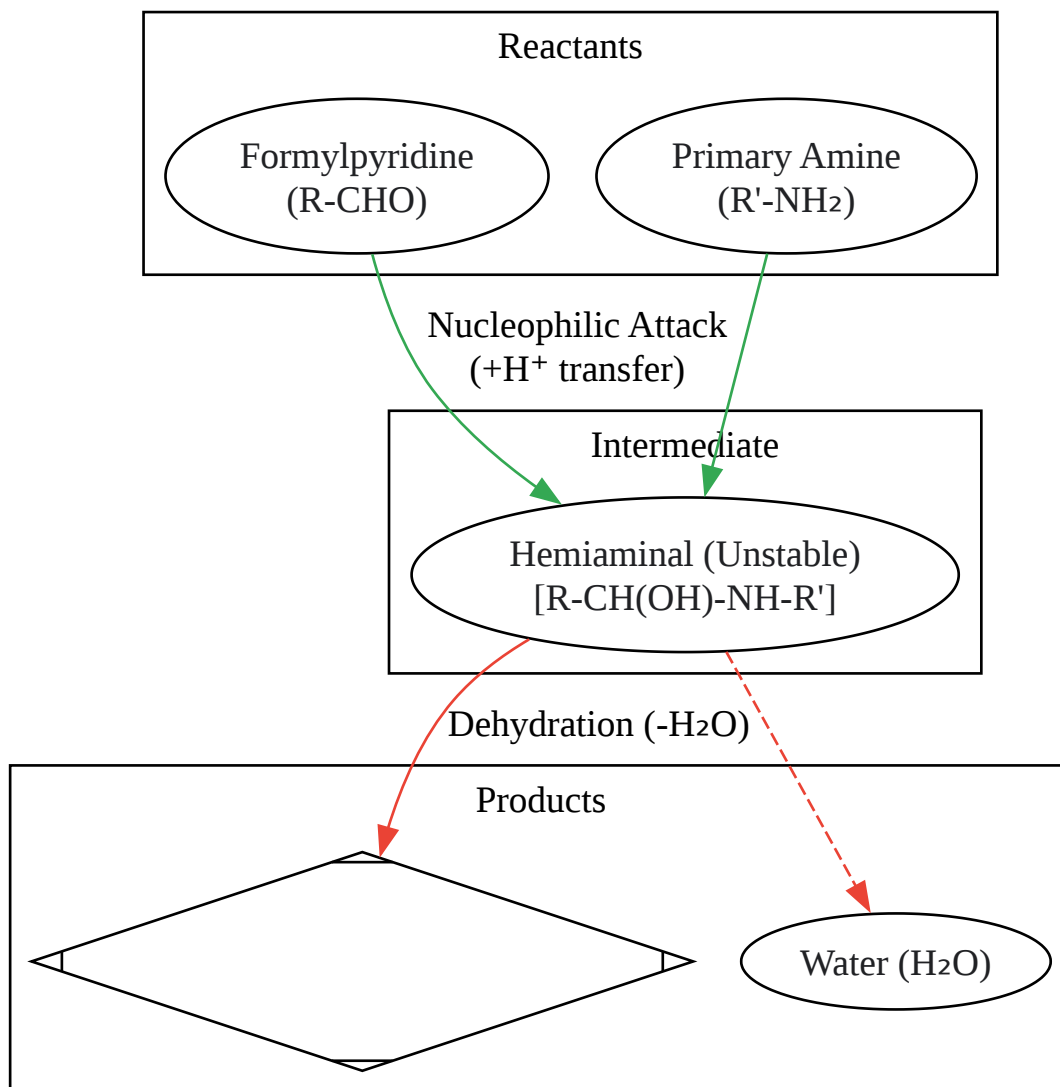 Reactants
Formylpyridine
(R-CHO)
Primary Amine
(R'-NH₂)
Nucleophilic Attack
(+H⁺ transfer)
Intermediate
Hemiaminal (Unstable)
[R-CH(OH)-NH-R']
Dehydration (-H₂O)
Products
Water (H₂O)